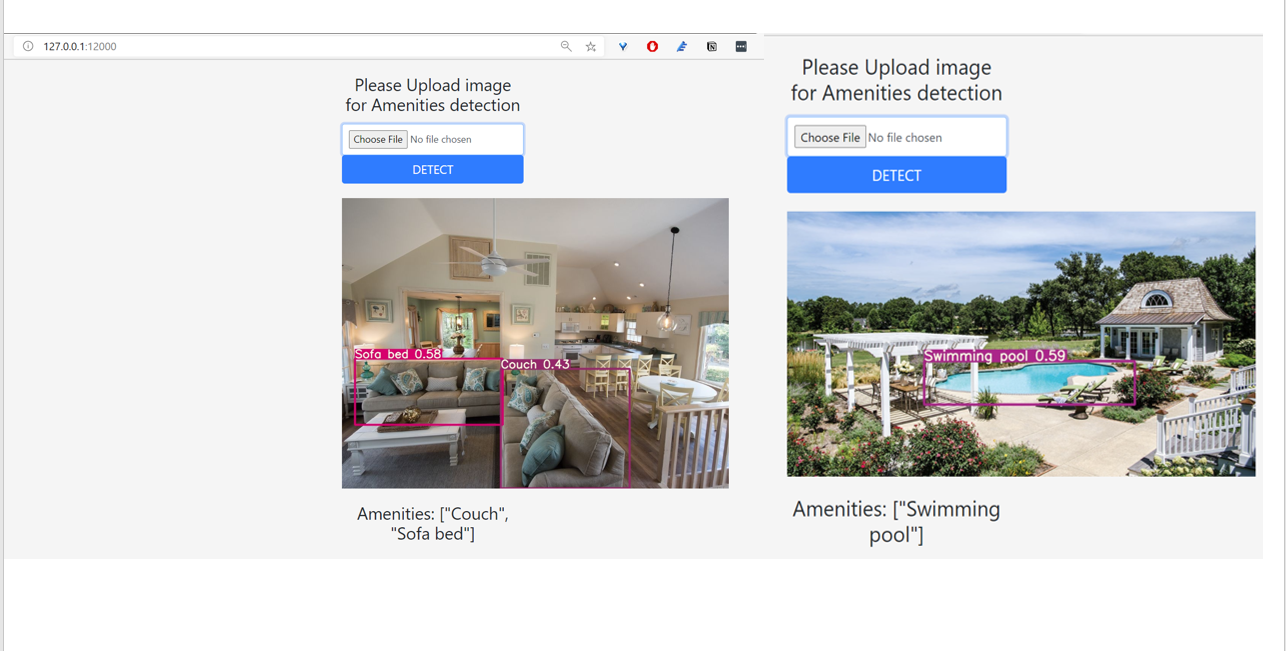 127.0.0.1:12000
Please Upload image
for Amenities detection
Choose File No file chosen
DETECT
Sofa bed 0.58
Couch 0.43
Amenities: ["Couch",
"Sofa bed"]
Please Upload image
for Amenities detection
Choose File No file chosen
DETECT
Swimming pool 0.59
Amenities: ["Swimming
pool"]